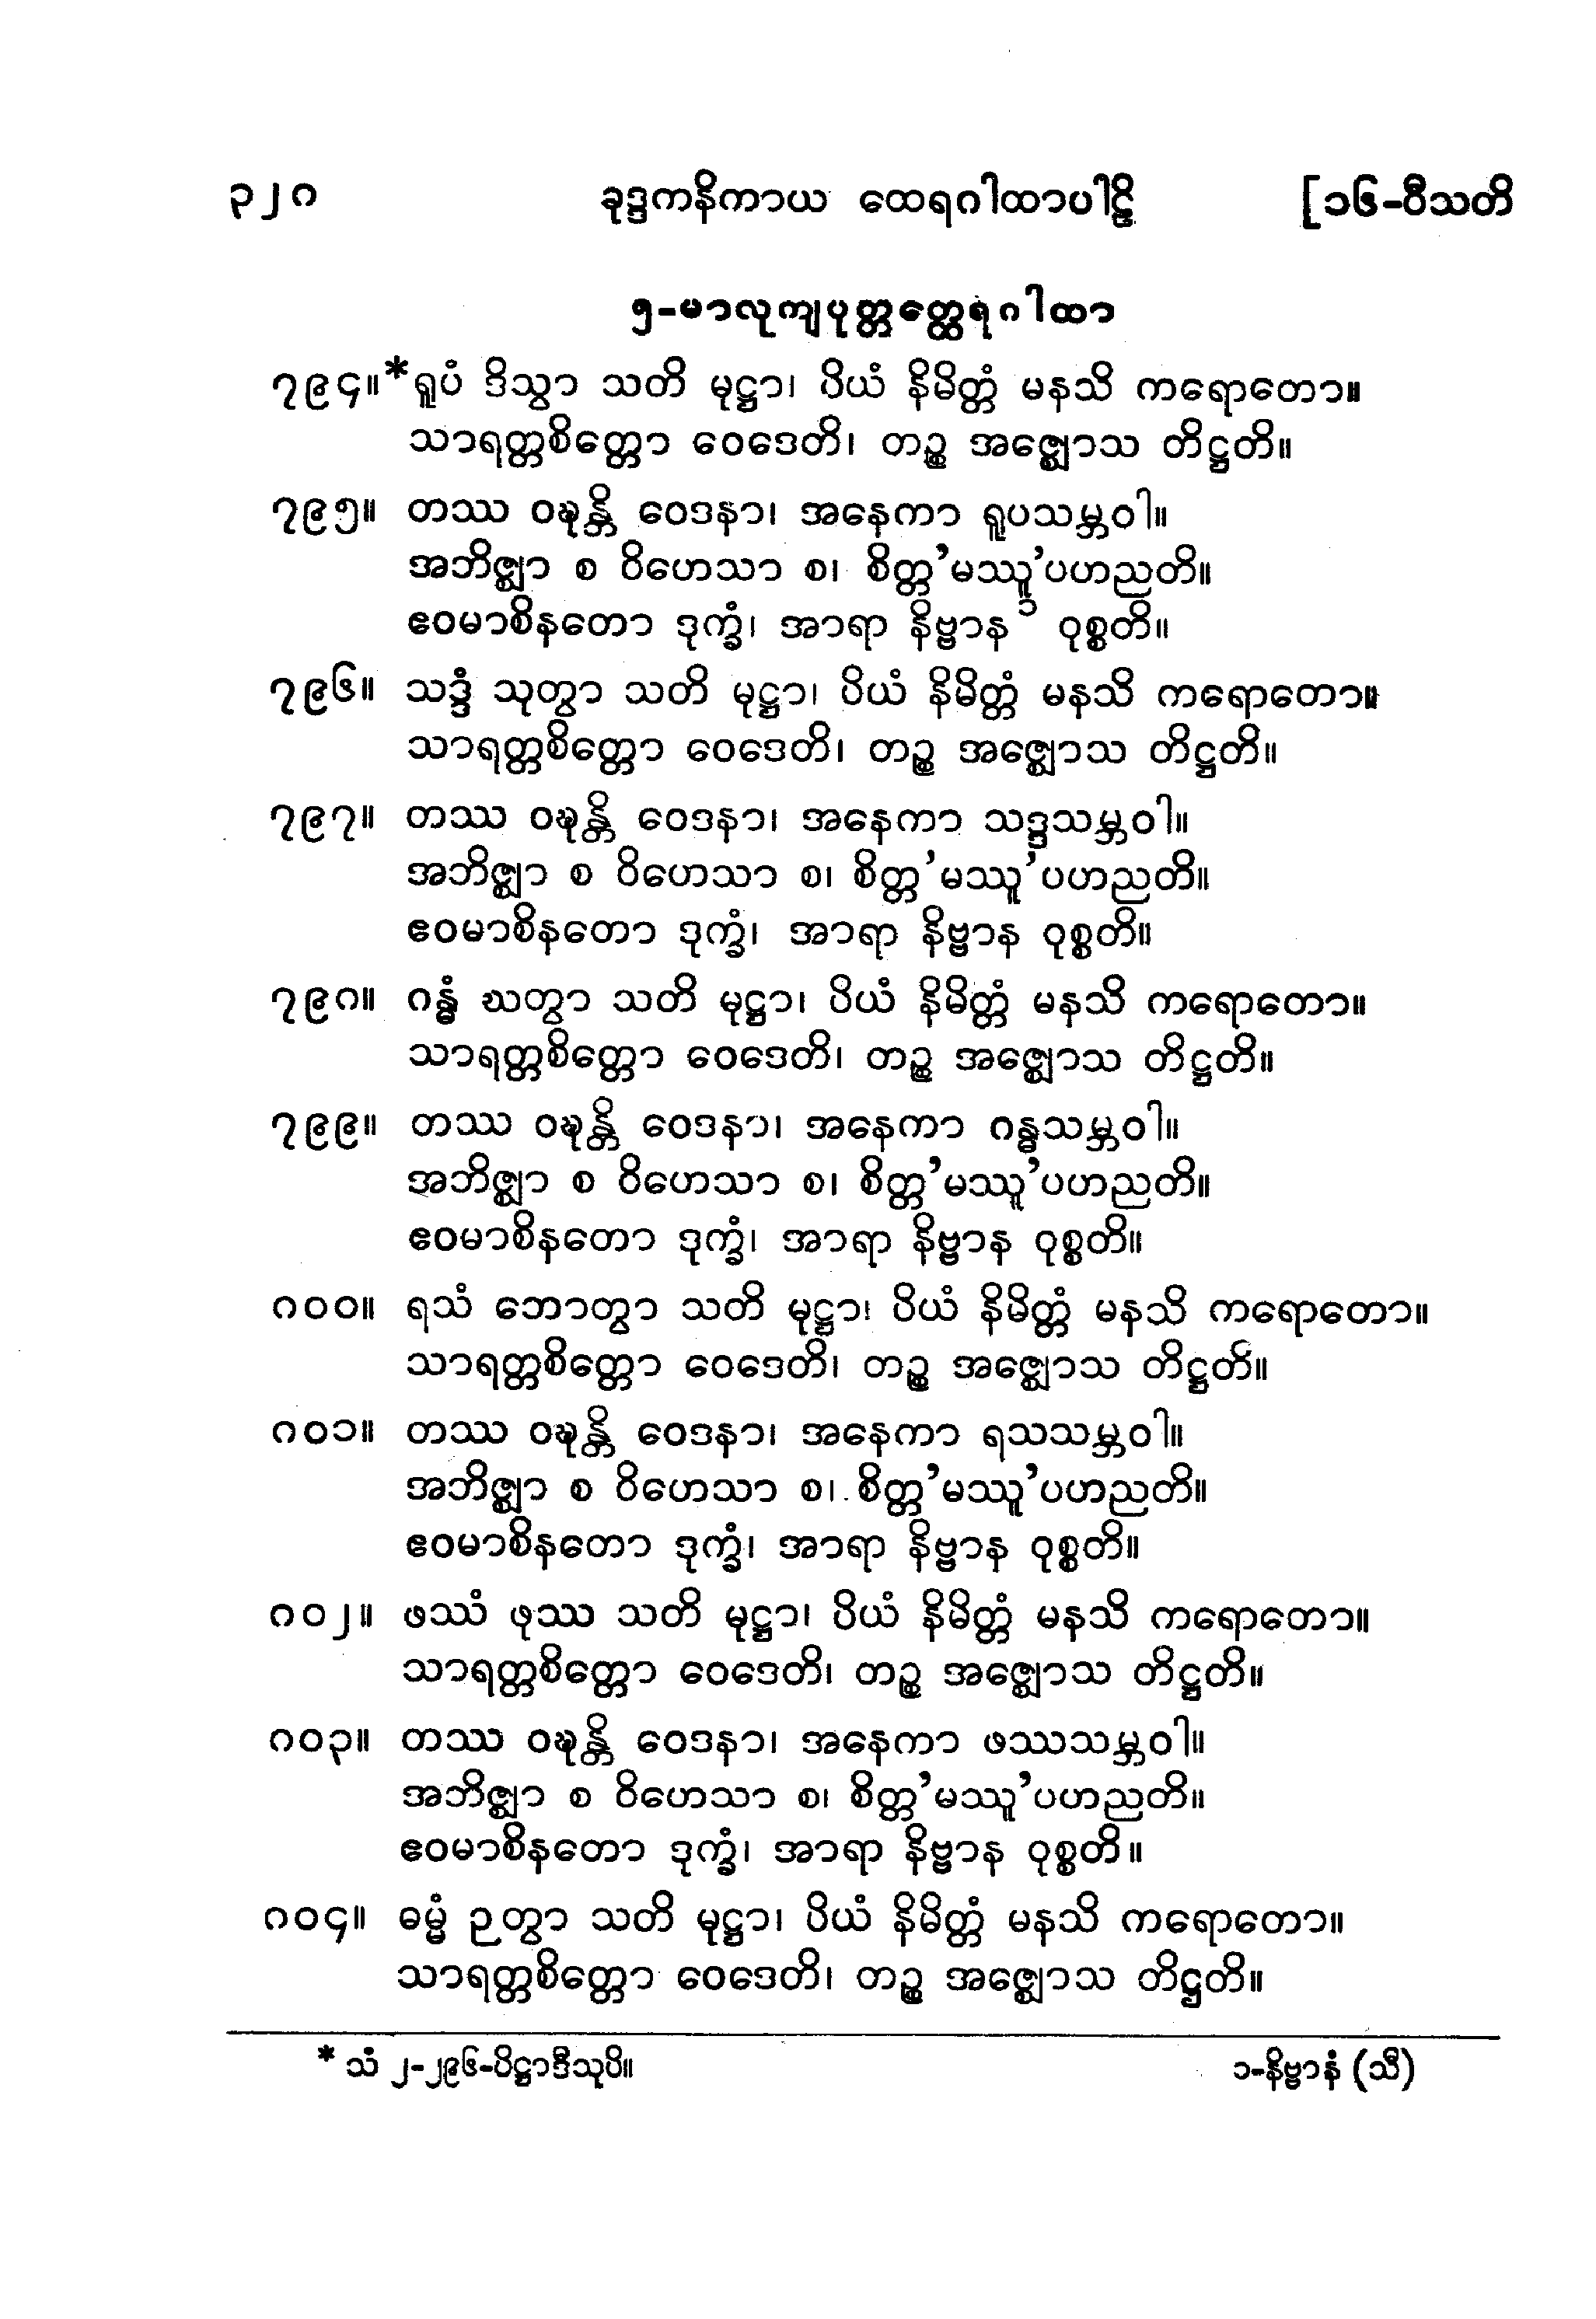 ၃၂၈ ခုဒ္ဒကနိကာယ ထေရဂါထာပါဠိ [၁၆-ဝီသတိ
၅-မာလုကျပုတ္တတ္ထေရဂါထာ
၇၉၄။*ရူပံ ဒိသွာ သတိ မုဋ္ဌာ၊ ပိယံ နိမိတ္တံ မနသိ ကရောတော။
သာရတ္တစိတ္တော ဝေဒေတိ၊ တဉ္စ အဇ္ဈောသ တိဋ္ဌတိ။
၇၉၅။ တဿ ဝဍ္ဎန္တိ ဝေဒနာ၊ အနေကာ ရူပသမ္ဘဝါ။
အဘိဇ္ဈာ စ ဝိဟေသာ စ၊ စိတ္တ’မဿူ’ပဟညတိ။
ဧဝမာစိနတော ဒုက္ခံ၊ အာရာ နိဗ္ဗာန ၁ ဝုစ္စတိ။
၇၉၆။ သဒ္ဒံ သုတွာ သတိ မုဋ္ဌာ၊ ပိယံ နိမိတ္တံ မနသိ ကရောတော။
သာရတ္တစိတ္တော ဝေဒေတိ၊ တဉ္စ အဇ္ဈောသ တိဋ္ဌတိ။
၇၉၇။ တဿ ဝဍ္ဎန္တိ ဝေဒနာ၊ အနေကာ သဒ္ဒသမ္ဘဝါ။
အဘိဇ္ဈာ စ ဝိဟေသာ စ၊ စိတ္တ’မဿူ’ပဟညတိ။
ဧဝမာစိနတော ဒုက္ခံ၊ အာရာ နိဗ္ဗာန ဝုစ္စတိ။
၇၉၈။ ဂန္ဓံ ဃတွာ သတိ မုဋ္ဌာ၊ ပိယံ နိမိတ္တံ မနသိ ကရောတော။
သာရတ္တစိတ္တော ဝေဒေတိ၊ တဉ္စ အဇ္ဈောသ တိဋ္ဌတိ။
၇၉၉။ တဿ ဝဍ္ဎန္တိ ဝေဒနာ၊ အနေကာ ဂန္ဓသမ္ဘဝါ။
အဘိဇ္ဈာ စ ဝိဟေသာ စ၊ စိတ္တ’မဿူ’ပဟညတိ။
ဧဝမာစိနတော ဒုက္ခံ၊ အာရာ နိဗ္ဗာန ဝုစ္စတိ။
၈၀၀။ ရသံ ဘောတွာ သတိ မုဋ္ဌာ၊ ပိယံ နိမိတ္တံ မနသိ ကရောတော။
သာရတ္တစိတ္တော ဝေဒေတိ၊ တဉ္စ အဇ္ဈောသ တိဋ္ဌတိ။
၈၀၁။ တဿ ဝဍ္ဎန္တိ ဝေဒနာ၊ အနေကာ ရသသမ္ဘဝါ။
အဘိဇ္ဈာ စ ဝိဟေသာ စ၊ စိတ္တ’မဿူ’ပဟညတိ။
ဧဝမာစိနတော ဒုက္ခံ၊ အာရာ နိဗ္ဗာန ဝုစ္စတိ။
၈၀၂။ ဖဿံ ဖုဿ သတိ မုဋ္ဌာ၊ ပိယံ နိမိတ္တံ မနသိ ကရောတော။
သာရတ္တစိတ္တော ဝေဒေတိ၊ တဉ္စ အဇ္ဈောသ တိဋ္ဌတိ။
၈၀၃။ တဿ ဝဍ္ဎန္တိ ဝေဒနာ၊ အနေကာ ဖဿသမ္ဘဝါ။
အဘိဇ္ဈာ စ ဝိဟေသာ စ၊ စိတ္တ’မဿူ’ပဟညတိ။
ဧဝမာစိနတော ဒုက္ခံ၊ အာရာ နိဗ္ဗာန ဝုစ္စတိ။
၈၀၄။ ဓမ္မံ ဉတွာ သတိ မုဋ္ဌာ၊ ပိယံ နိမိတ္တံ မနသိ ကရောတော။
သာရတ္တစိတ္တော ဝေဒေတိ၊ တဉ္စ အဇ္ဈောသ တိဋ္ဌတိ။
* သံ ၂-၂၉၆-ပိဋ္ဌာဒီသုပိ။ ၁-နိဗ္ဗာနံ (သီ)